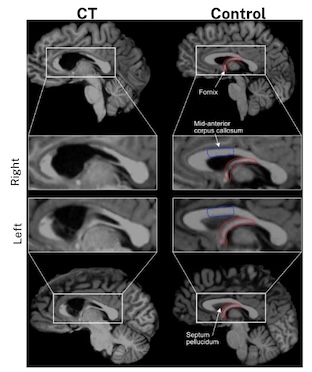 CT
Control
Fornix
Mid-anterior
corpus callosum
Right
Left
Septum
pellucidum